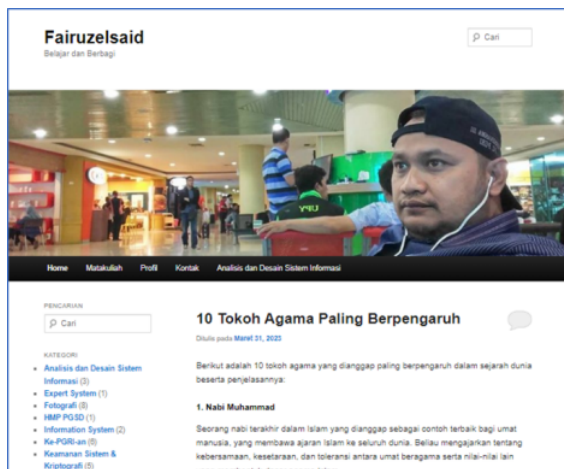 Fairuzelsaid
Belajar dan Berbagi
Cari
Home Matakuliah Profil Kontak Analisis dan Desain Sistem Informasi
PENCARIAN
Cari
KATEGORI
Analisis dan Desain Sistem
Informasi (3)
Expert System (1)
Fotografi (8)
HMP PGSD (1)
Information System (2)
Ke-PGRI-an (8)
Keamanan Sistem &
Kriptografi (5)
10 Tokoh Agama Paling Berpengaruh
Ditulis pada Maret 31, 2023
Berikut adalah 10 tokoh agama yang dianggap paling berpengaruh dalam sejarah dunia
beserta penjelasannya:
1. Nabi Muhammad
Seorang nabi terakhir dalam Islam yang dianggap sebagai contoh terbaik bagi umat
manusia, yang membawa ajaran Islam ke seluruh dunia. Beliau mengajarkan tentang
kebersamaan, kesetaraan, dan toleransi antara umat beragama serta nilai-nilai lain